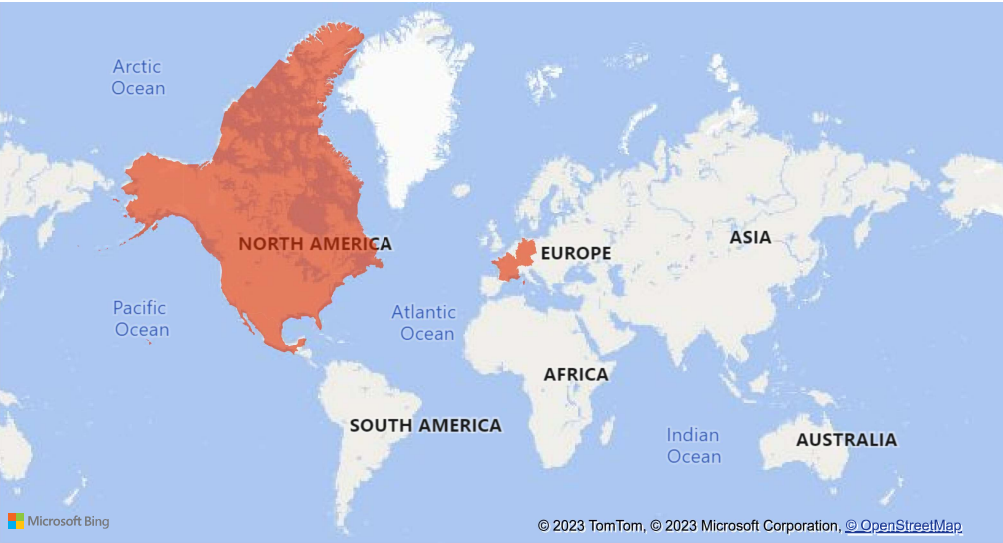 Arctic
Ocean
NORTH AMERICA
EUROPE
ASIA
Pacific
Ocean
Atlantic
Ocean
AFRICA
SOUTH AMERICA
Indian
Ocean
AUSTRALIA
Microsoft Bing
© 2023 TomTom, © 2023 Microsoft Corporation, © OpenStreetMap